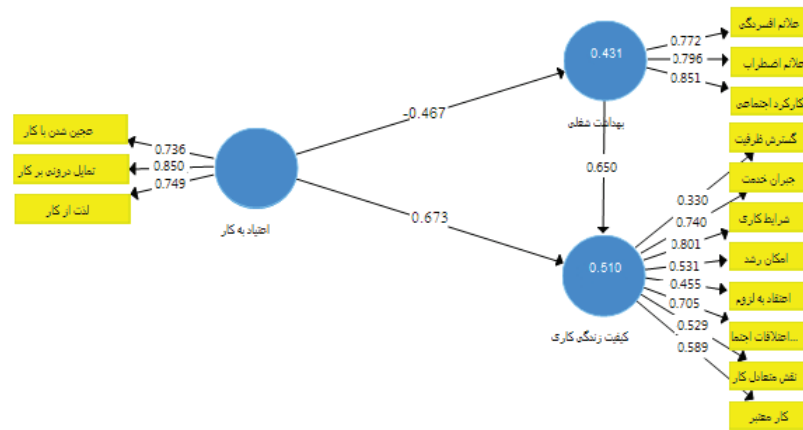 عجین شدن با کار
تمایل درونی بر کار
لذت از کار
0.736
0.850
0.749
اعتیاد به کار
-0.467
0.673
0.431
بهداشت شغلی
0.650
0.510
کیفیت زندگی کاری
0.772
0.796
0.851
علائم افسردگی
علائم اضطراب
کارکرد اجتماعی
0.330
0.740
0.801
0.531
0.455
0.705
0.529
0.589
گسترش ظرفیت
جبران خدمت
شرایط کاری
امکان رشد
اعتقاد به لزوم
اختلافات اجتما...
نقش متعادل کار
کار معتبر